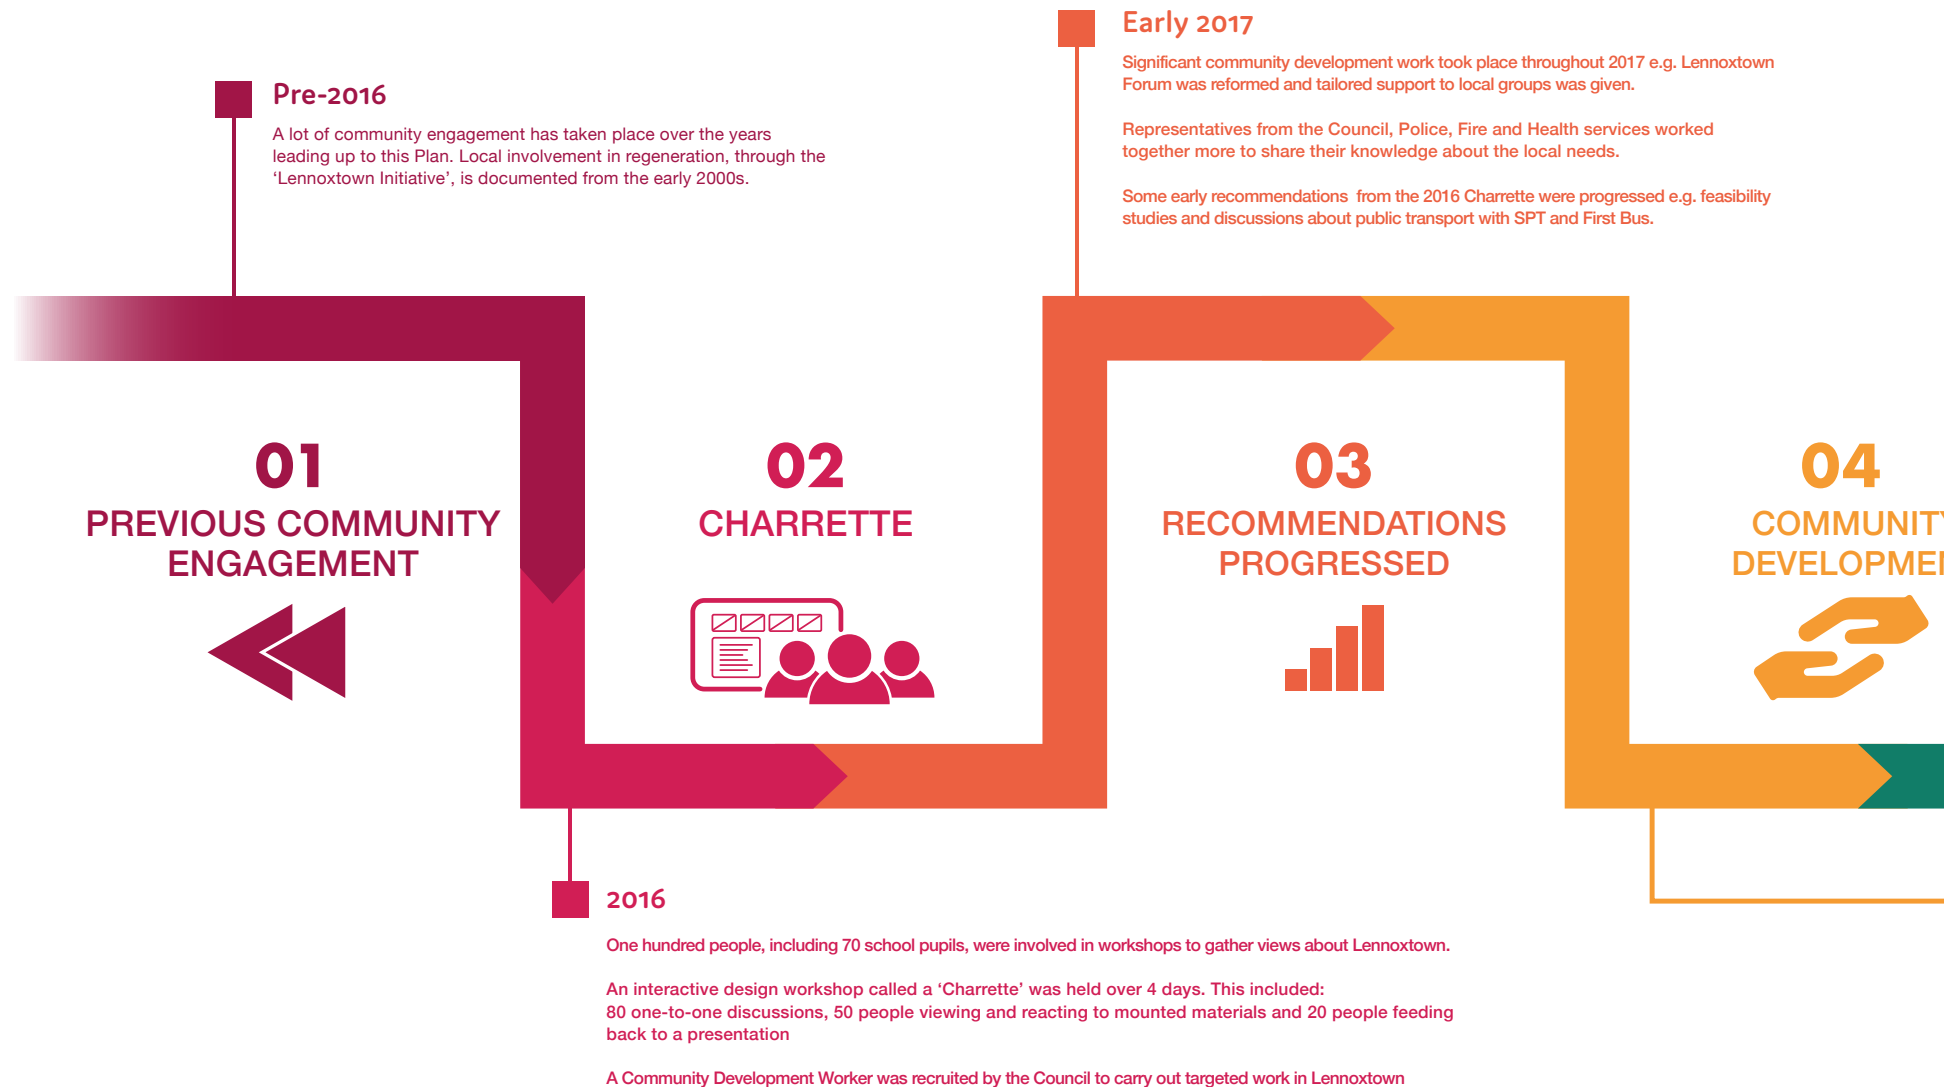 Early 2017
Significant community development work took place throughout 2017 e.g. Lennoxtown
Forum was reformed and tailored support to local groups was given.
Representatives from the Council, Police, Fire and Health services worked
together more to share their knowledge about the local needs.
Some early recommendations from the 2016 Charrette were progressed e.g. feasibility
studies and discussions about public transport with SPT and First Bus.
Pre-2016
A lot of community engagement has taken place over the years
leading up to this Plan. Local involvement in regeneration, through the
‘Lennoxtown Initiative’, is documented from the early 2000s.
01
PREVIOUS COMMUNITY
ENGAGEMENT
02
CHARRETTE
03
RECOMMENDATIONS
PROGRESSED
04
2016
One hundred people, including 70 school pupils, were involved in workshops to gather views about Lennoxtown.
An interactive design workshop called a ‘Charrette’ was held over 4 days. This included:
80 one-to-one discussions, 50 people viewing and reacting to mounted materials and 20 people feeding
back to a presentation
A Community Development Worker was recruited by the Council to carry out targeted work in Lennoxtown